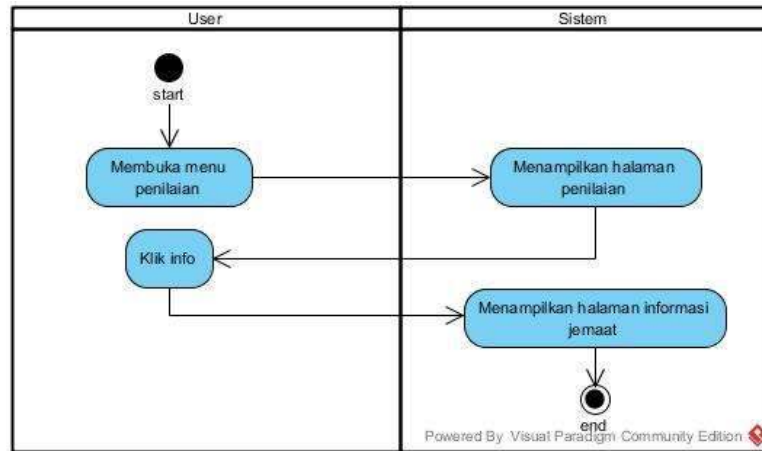 User
Sistem
start
Membuka menu
penilaian
Menampilkan halaman
penilaian
Klik info
Menampilkan halaman informasi
jemaat
end
Powered By Visual Paradigm Community Edition